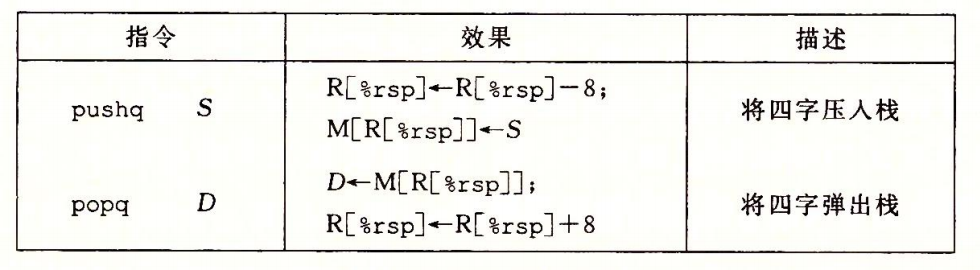 指令 效果 描述
pushq S R[%rsp]←R[%rsp]-8; 将四字压入栈
M[R[%rsp]]←S
popq D D←M[R[%rsp]]; 将四字弹出栈
R[%rsp]←R[%rsp]+8